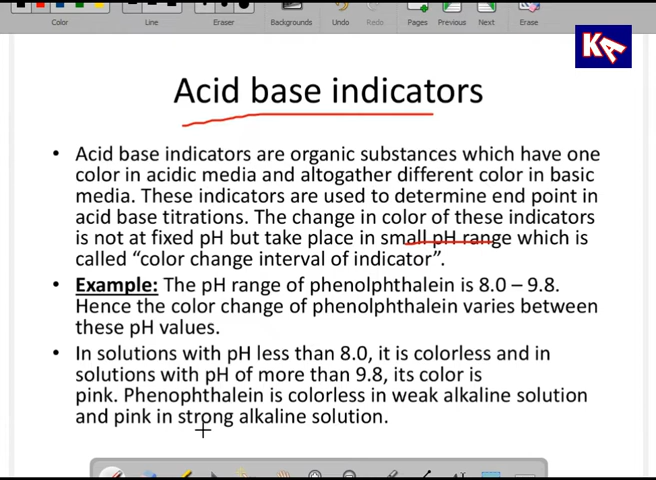 Color Line Eraser Backgrounds Undo Redo Pages Previous Next Erase
KA
Acid base indicators
• Acid base indicators are organic substances which have one
color in acidic media and altogather different color in basic
media. These indicators are used to determine end point in
acid base titrations. The change in color of these indicators
is not at fixed pH but take place in small pH range which is
called “color change interval of indicator”.
• Example: The pH range of phenolphthalein is 8.0 – 9.8.
Hence the color change of phenolphthalein varies between
these pH values.
• In solutions with pH less than 8.0, it is colorless and in
solutions with pH of more than 9.8, its color is
pink. Phenophthalein is colorless in weak alkaline solution
and pink in strong alkaline solution.